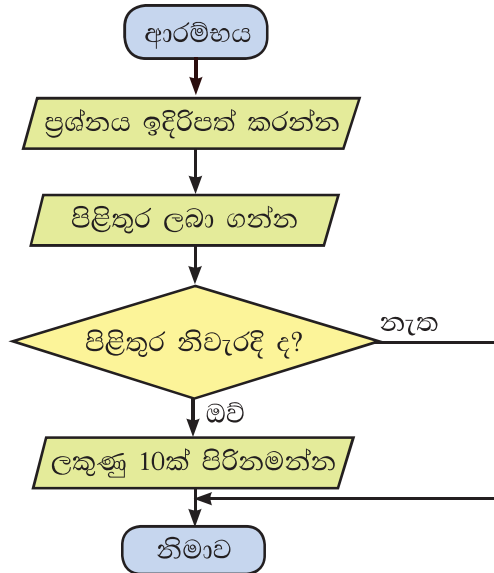 ආරම්භය
ප්‍රශ්නය ඉදිරිපත් කරන්න
පිළිතුර ලබා ගන්න
පිළිතුර නිවැරදි ද?
නැත
ඔව්
ලකුණු 10ක් පිරිනමන්න
නිමාව